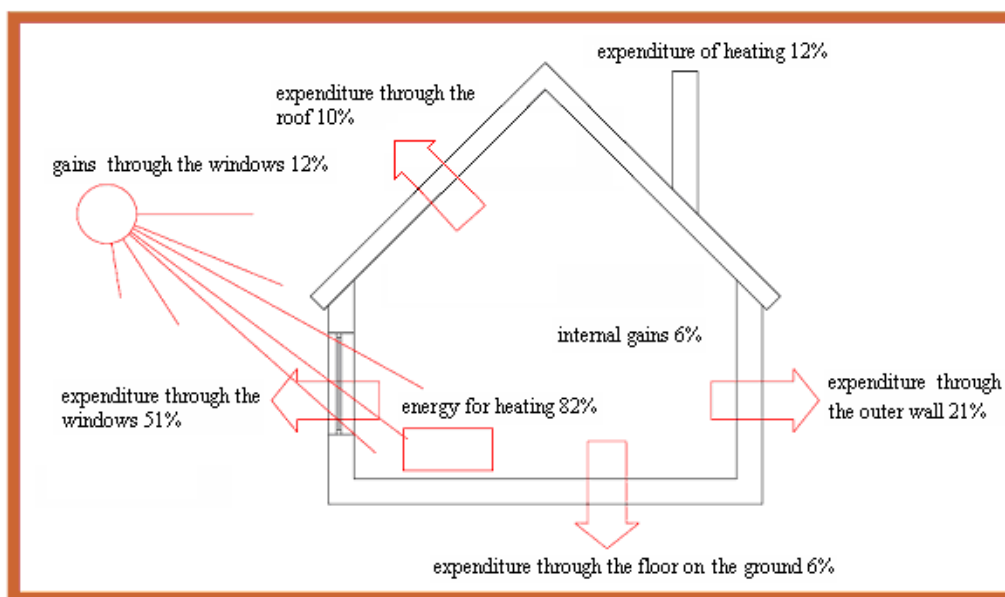 expenditure of heating 12%
expenditure through the
roof 10%
gains through the windows 12%
internal gains 6%
expenditure through the
windows 51%
energy for heating 82%
expenditure through
the outer wall 21%
expenditure through the floor on the ground 6%